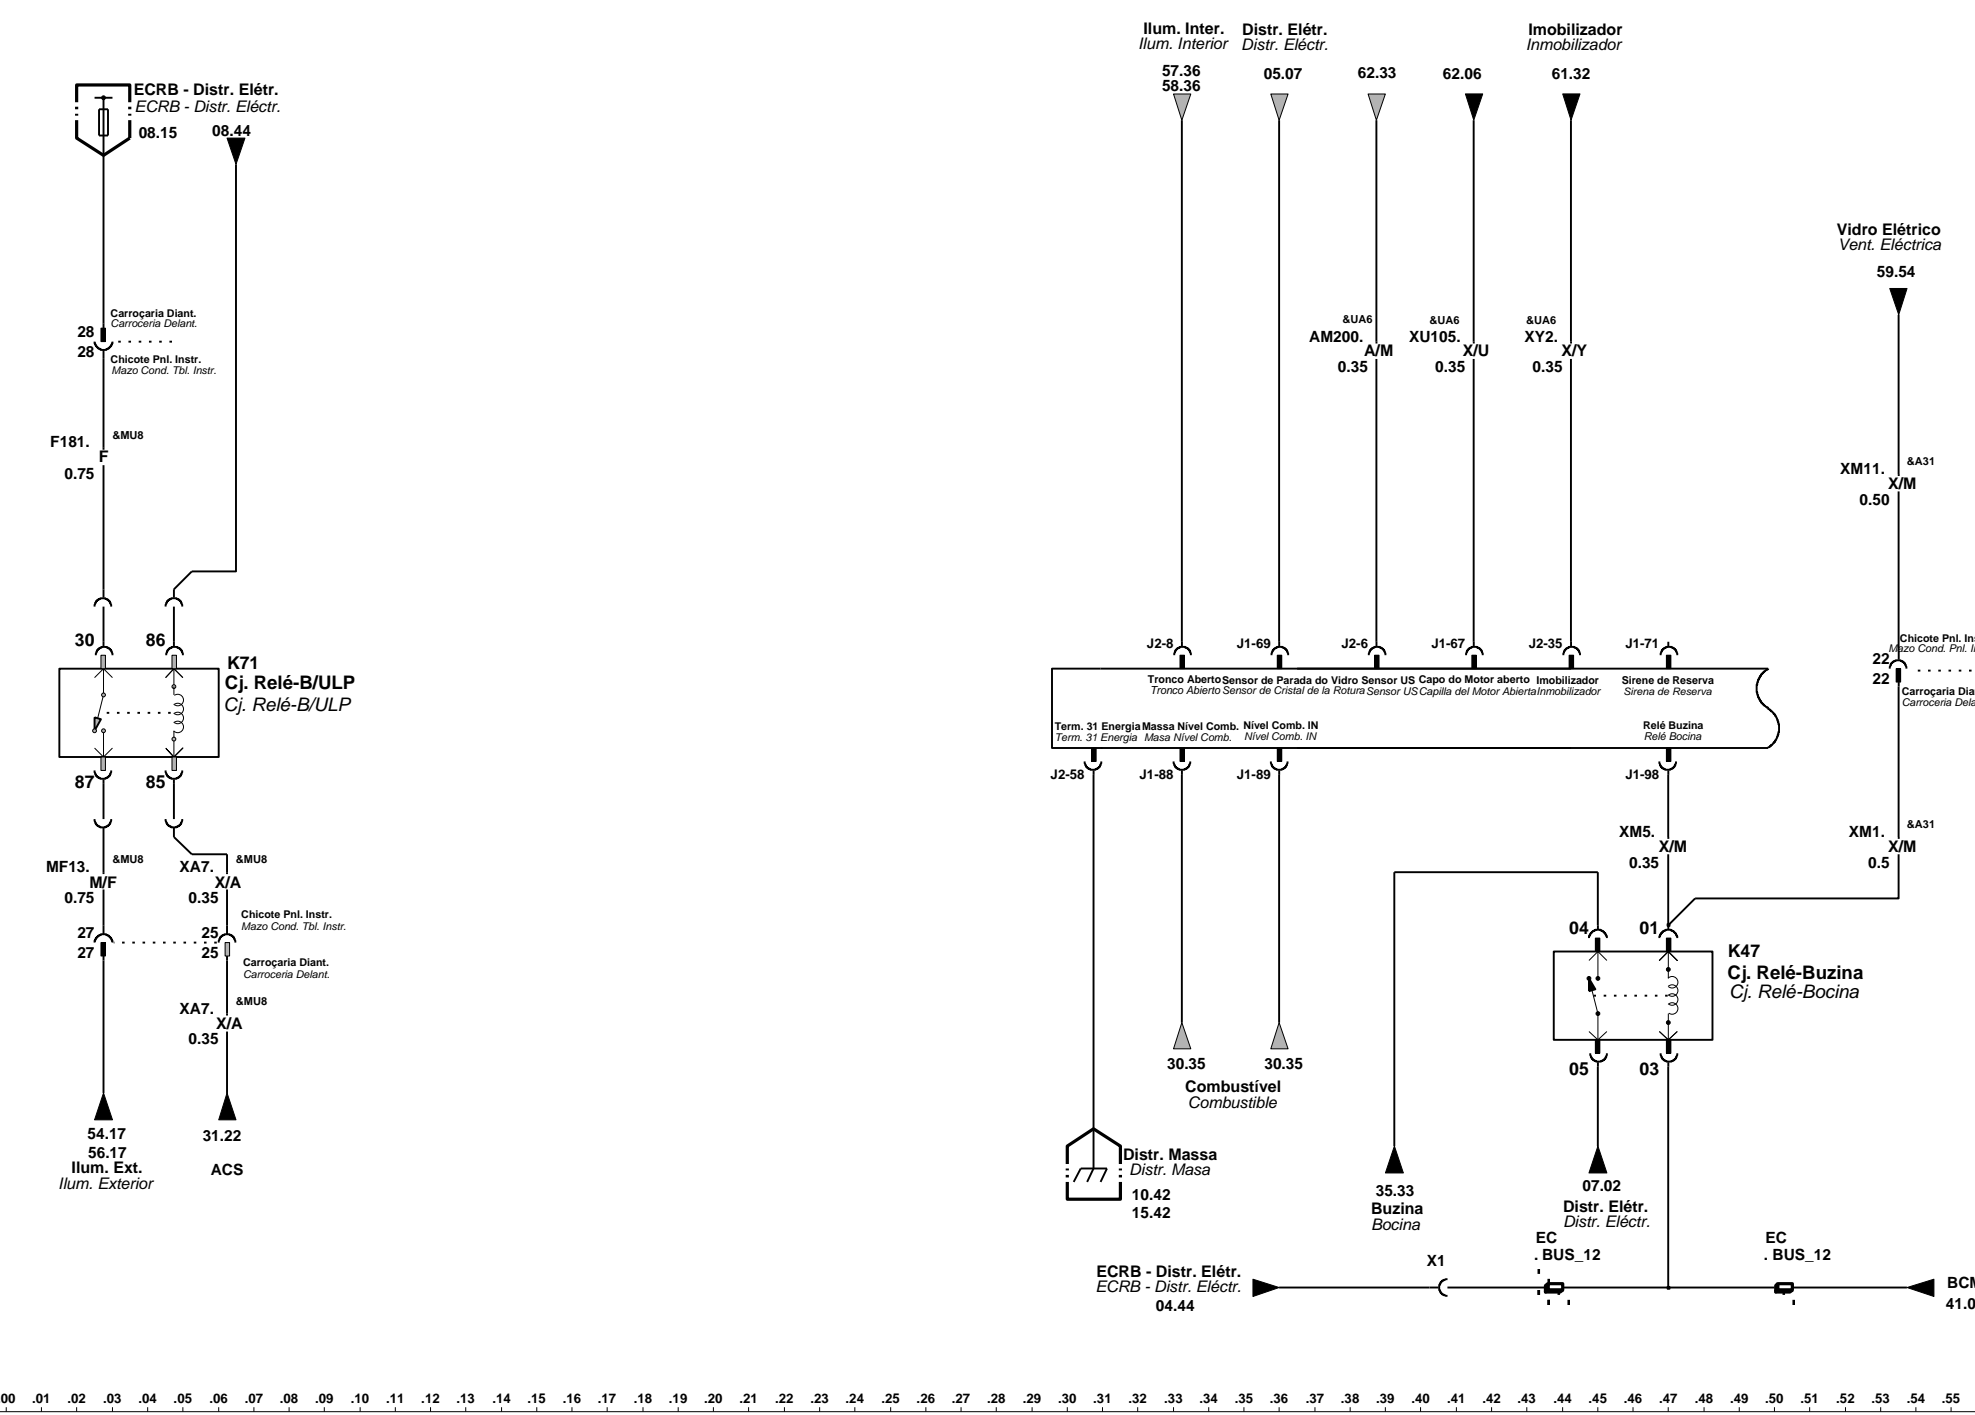 Ilum. Inter.
Ilum. Interior
57.36
58.36
Distr. Elétr.
Distr. Eléctr.
05.07
62.33
62.06
Imobilizador
Inmobilizador
61.32
ECRB - Distr. Elétr.
ECRB - Distr. Eléctr.
08.15
08.44
Vidro Elétrico
Vent. Eléctrica
59.54
28
28
Carroçaria Diant.
Carroceria Delant.
Chicote Pnl. Instr.
Mazo Cond. Tbl. Instr.
&UA6
AM200.
A/M
0.35
&UA6
XU105.
X/U
0.35
&UA6
XY2.
X/Y
0.35
F181.
&MU8
F
0.75
XM11.
&A31
X/M
0.50
30
86
K71
Cj. Relé-B/ULP
Cj. Relé-B/ULP
87
85
J2-8
J1-69
J2-6
J1-67
J2-35
J1-71
Tronco Aberto
Tronco Abierto
Sensor de Parada do Vidro
Sensor de Cristal de la Rotura
Sensor US
Sensor US
Capo do Motor aberto
Capilla del Motor Abierta
Imobilizador
Inmobilizador
Sirene de Reserva
Sirena de Reserva
Term. 31 Energia
Term. 31 Energia
Massa Nível Comb.
Masa Nível Comb.
Nível Comb. IN
Nível Comb. IN
Relé Buzina
Relé Bocina
J2-58
J1-88
J1-89
J1-98
22
22
Chicote Pnl. In
Mazo Cond. Pnl. I
Carroçaria Dia
Carroceria Dela
MF13.
&MU8
M/F
0.75
XA7.
&MU8
X/A
0.35
XM5.
X/M
0.35
XM1.
&A31
X/M
0.5
27
27
25
25
Chicote Pnl. Instr.
Mazo Cond. Tbl. Instr.
Carroçaria Diant.
Carroceria Delant.
XA7.
&MU8
X/A
0.35
04
01
K47
Cj. Relé-Buzina
Cj. Relé-Bocina
05
03
30.35
30.35
Combustível
Combustible
54.17
56.17
Ilum. Ext.
Ilum. Exterior
31.22
ACS
Distr. Massa
Distr. Masa
10.42
15.42
35.33
Buzina
Bocina
07.02
Distr. Elétr.
Distr. Eléctr.
ECRB - Distr. Elétr.
ECRB - Distr. Eléctr.
04.44
X1
EC
. BUS_12
EC
. BUS_12
BCM
41.0
00 .01 .02 .03 .04 .05 .06 .07 .08 .09 .10 .11 .12 .13 .14 .15 .16 .17 .18 .19 .20 .21 .22 .23 .24 .25 .26 .27 .28 .29 .30 .31 .32 .33 .34 .35 .36 .37 .38 .39 .40 .41 .42 .43 .44 .45 .46 .47 .48 .49 .50 .51 .52 .53 .54 .55